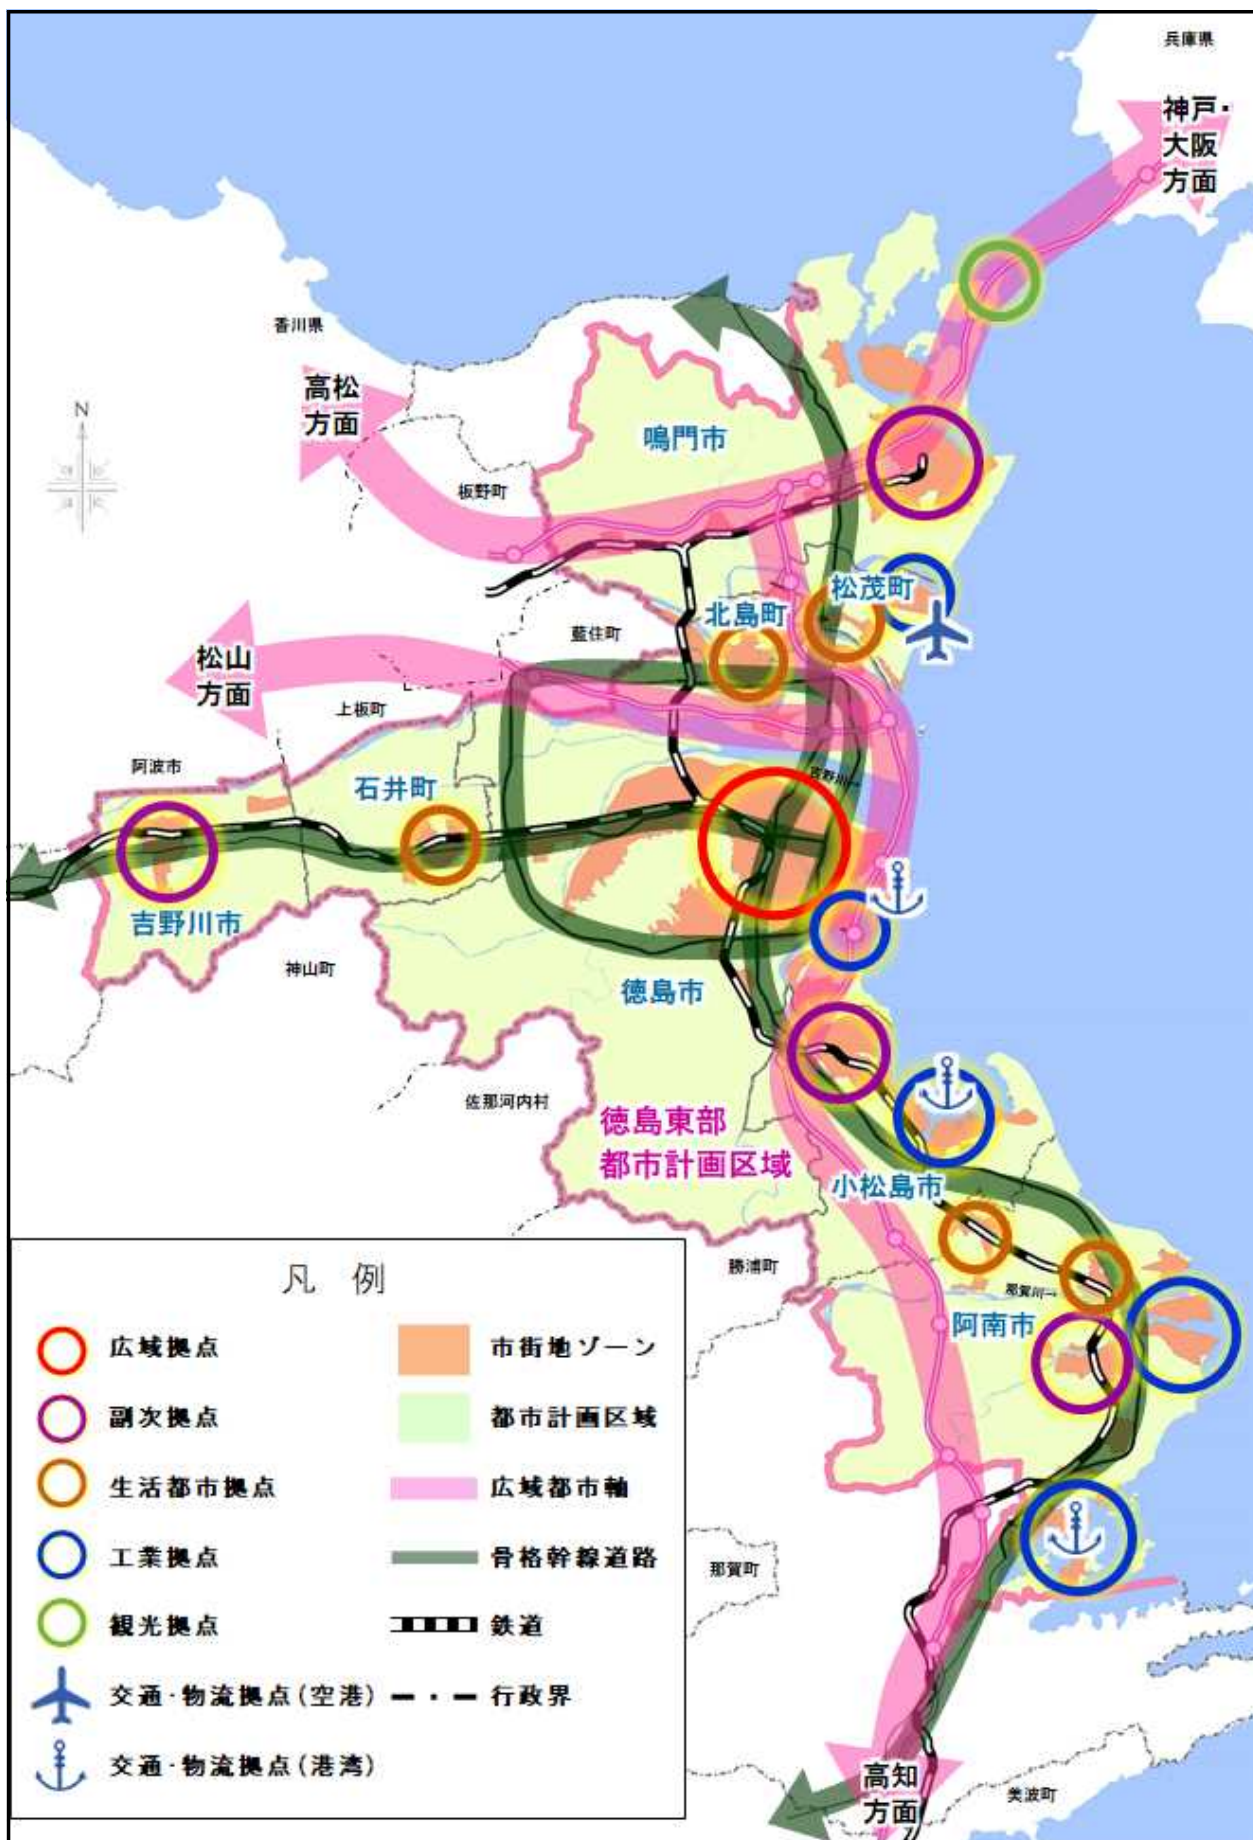 兵庫県
神戸・
大阪
方面
香川県
高松
方面
N
鳴門市
板野町
松茂町
北島町
藍住町
松山
方面
上板町
阿波市
石井町
吉野川→
吉野川市
神山町
徳島市
佐那河内村
徳島東部
都市計画区域
小松島市
勝浦町
那賀川→
阿南市
那賀町
高知
方面
美波町
凡 例
広域拠点
副次拠点
生活都市拠点
工業拠点
観光拠点
交通・物流拠点(空港)
交通・物流拠点(港湾)
市街地ゾーン
都市計画区域
広域都市軸
骨格幹線道路
鉄道
行政界